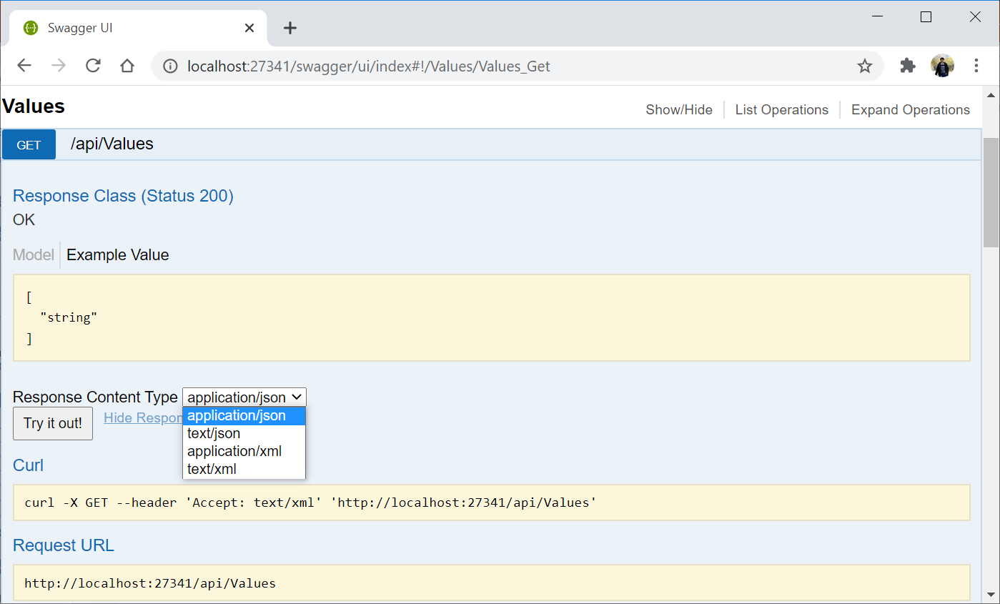 Swagger UI
localhost:27341/swagger/ui/index#!/Values/Values_Get
Values
Show/Hide
List Operations
Expand Operations
GET /api/Values
Response Class (Status 200)
OK
Model
Example Value
[
"string"
]
Response Content Type application/json
application/json
text/json
application/xml
text/xml
Try it out!
Hide Respon
Curl
curl -X GET --header 'Accept: text/xml' 'http://localhost:27341/api/Values'
Request URL
http://localhost:27341/api/Values